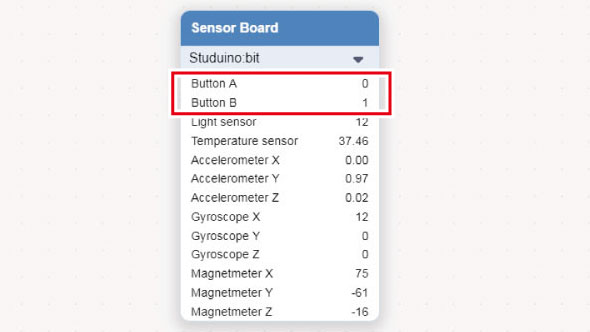 Sensor Board
Studuino:bit
Button A 0
Button B 1
Light sensor 12
Temperature sensor 37.46
Accelerometer X 0.00
Accelerometer Y 0.97
Accelerometer Z 0.02
Gyroscope X 12
Gyroscope Y 0
Gyroscope Z 0
Magnetmeter X 75
Magnetmeter Y -61
Magnetmeter Z -16